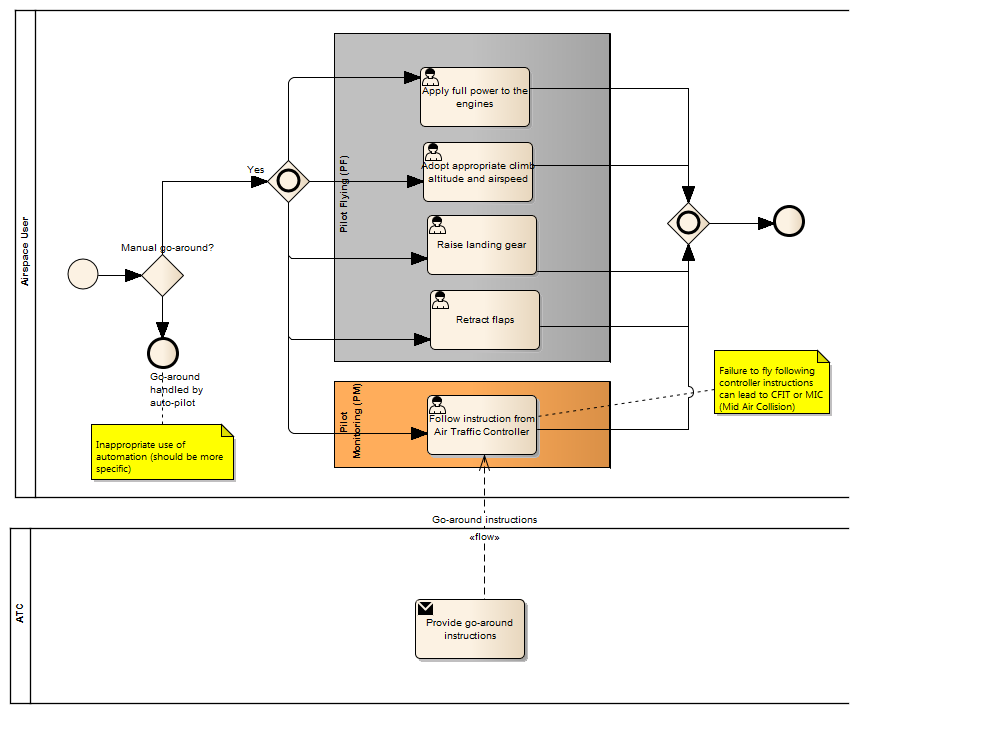 Airspace User
Manual go-around?
Yes
Go-around
handled by
auto-pilot
Inappropriate use of
automation (should be more
specific)
Pilot Flying (PF)
Apply full power to the
engines
Adopt appropriate climb
altitude and airspeed
Raise landing gear
Retract flaps
Pilot
Monitoring (PM)
Follow instruction from
Air Traffic Controller
Failure to fly following
controller instructions
can lead to CFIT or MIC
(Mid Air Collision)
Go-around instructions
«flow»
ATC
Provide go-around
instructions